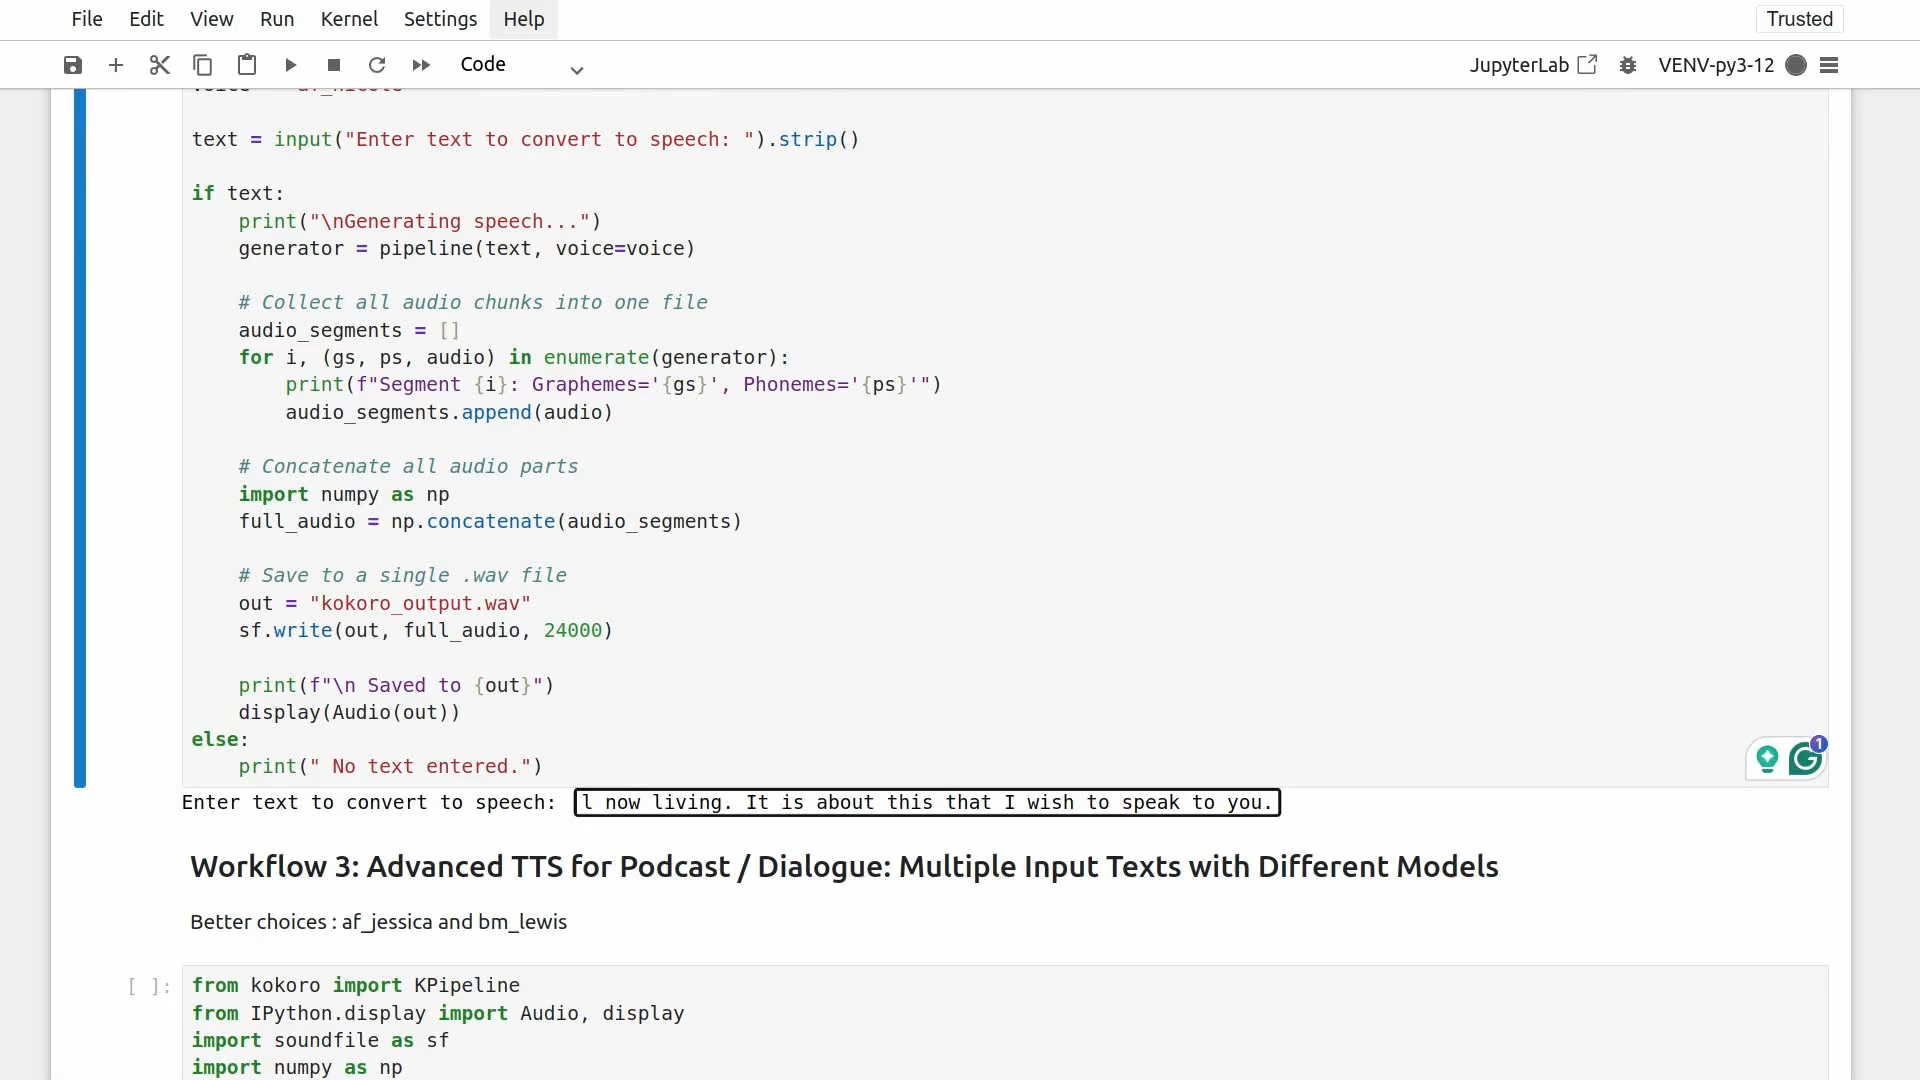 File Edit View Run Kernel Settings Help Trusted
Code JupyterLab VENV-py3-12
text = input("Enter text to convert to speech: ").strip()
if text:
    print("\nGenerating speech...")
    generator = pipeline(text, voice=voice)
    # Collect all audio chunks into one file
    audio_segments = []
    for i, (gs, ps, audio) in enumerate(generator):
        print(f"Segment {i}: Graphemes='{gs}', Phonemes='{ps}'")
        audio_segments.append(audio)
    # Concatenate all audio parts
    import numpy as np
    full_audio = np.concatenate(audio_segments)
    # Save to a single .wav file
    out = "kokoro_output.wav"
    sf.write(out, full_audio, 24000)
    print(f"\n Saved to {out}")
    display(Audio(out))
else:
    print(" No text entered.")
1
Enter text to convert to speech: l now living. It is about this that I wish to speak to you.
Workflow 3: Advanced TTS for Podcast / Dialogue: Multiple Input Texts with Different Models
Better choices : af_jessica and bm_lewis
[ ]: from kokoro import KPipeline
from IPython.display import Audio, display
import soundfile as sf
import numpy as np